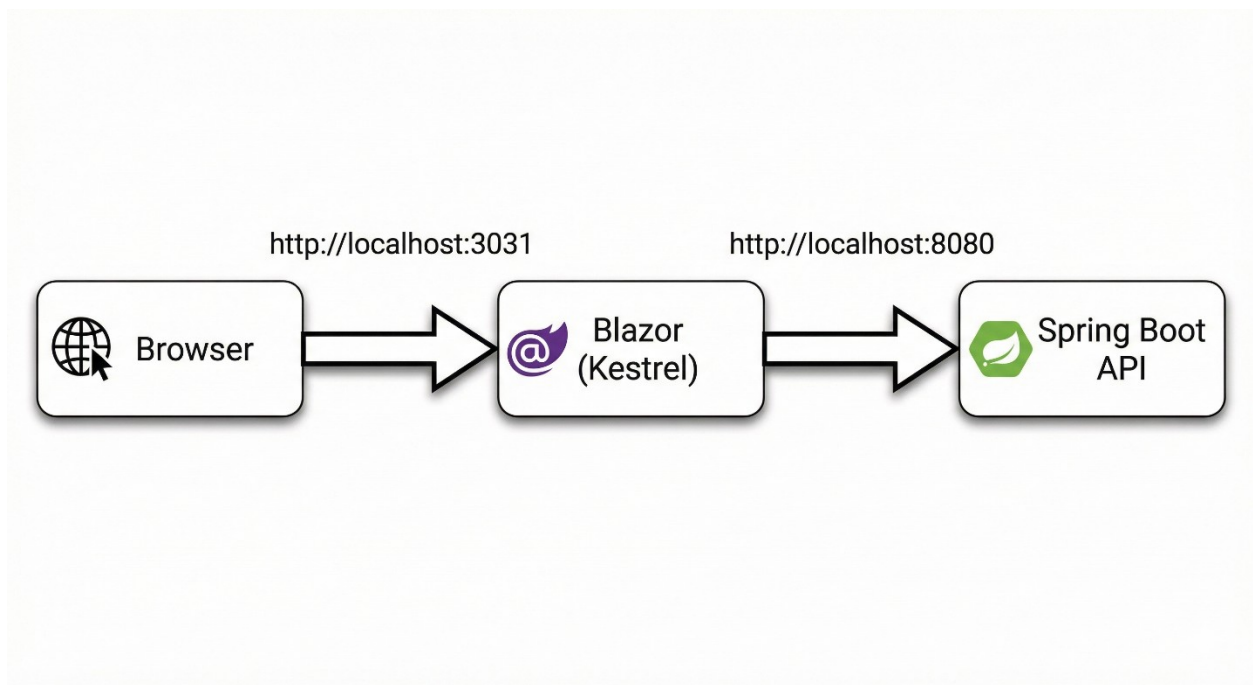 http://localhost:3031
http://localhost:8080
Browser
Blazor
(Kestrel)
Spring Boot
API